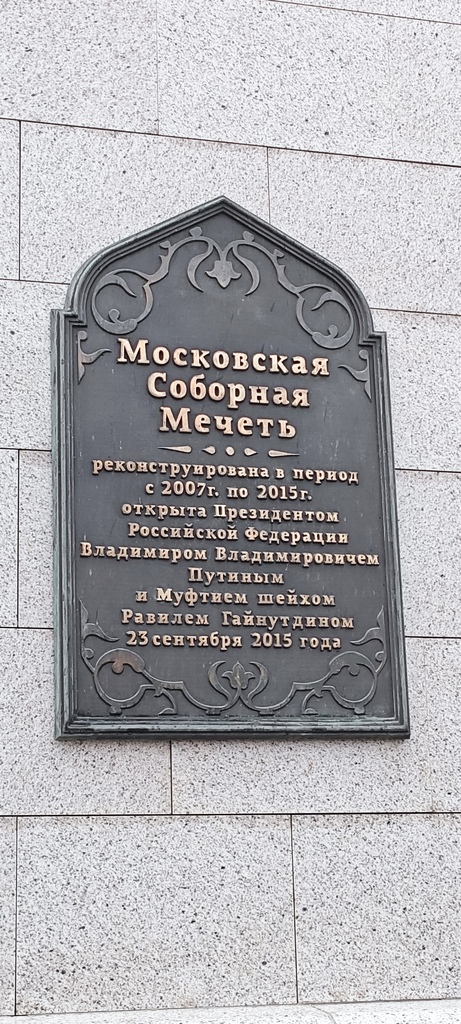 Московская
Соборная
Мечеть
реконструирована в период
с 2007г. по 2015г.
открыта Президентом
Российской Федерации
Владимиром Владимировичем
Путиным
и Муфтием шейхом
Равилем Гайнутдином
23 сентября 2015 года